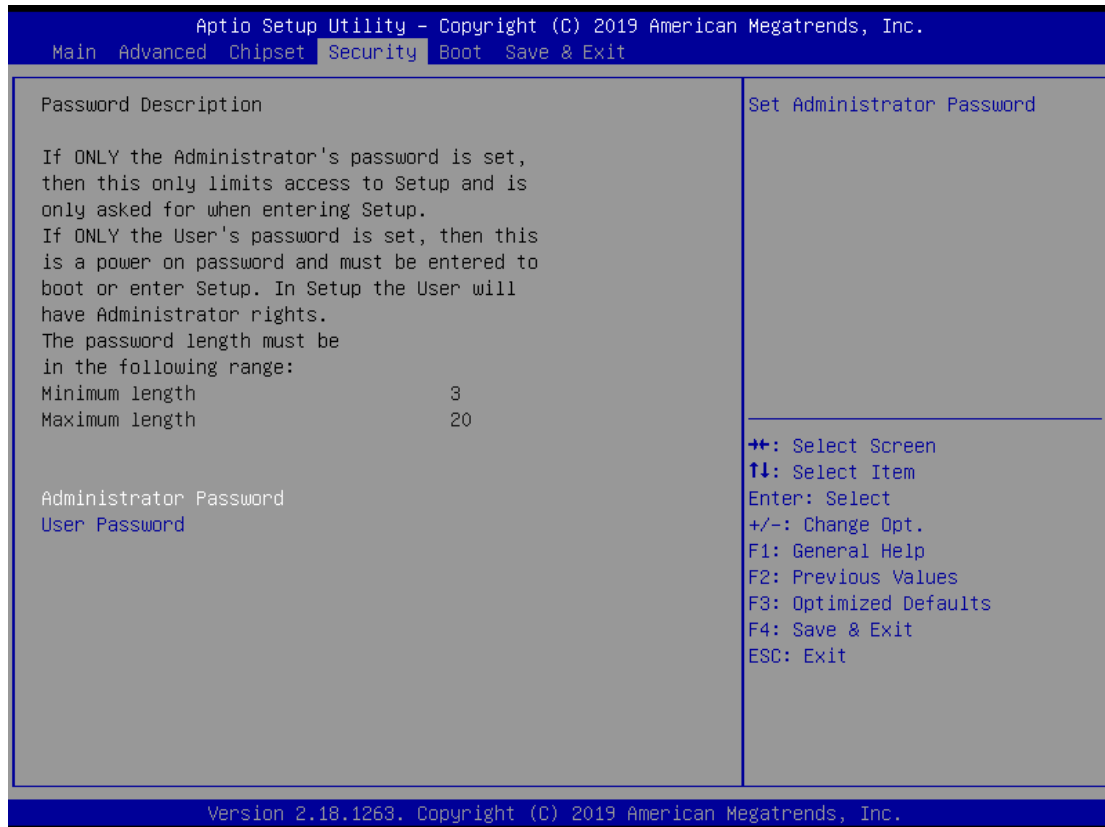 Aptio Setup Utility – Copyright (C) 2019 American Megatrends, Inc.
Main Advanced Chipset Security Boot Save & Exit
Password Description
If ONLY the Administrator's password is set,
then this only limits access to Setup and is
only asked for when entering Setup.
If ONLY the User's password is set, then this
is a power on password and must be entered to
boot or enter Setup. In Setup the User will
have Administrator rights.
The password length must be
in the following range:
Minimum length 3
Maximum length 20
Administrator Password
User Password
Set Administrator Password
→←: Select Screen
↑↓: Select Item
Enter: Select
+/-: Change Opt.
F1: General Help
F2: Previous Values
F3: Optimized Defaults
F4: Save & Exit
ESC: Exit
Version 2.18.1263. Copyright (C) 2019 American Megatrends, Inc.